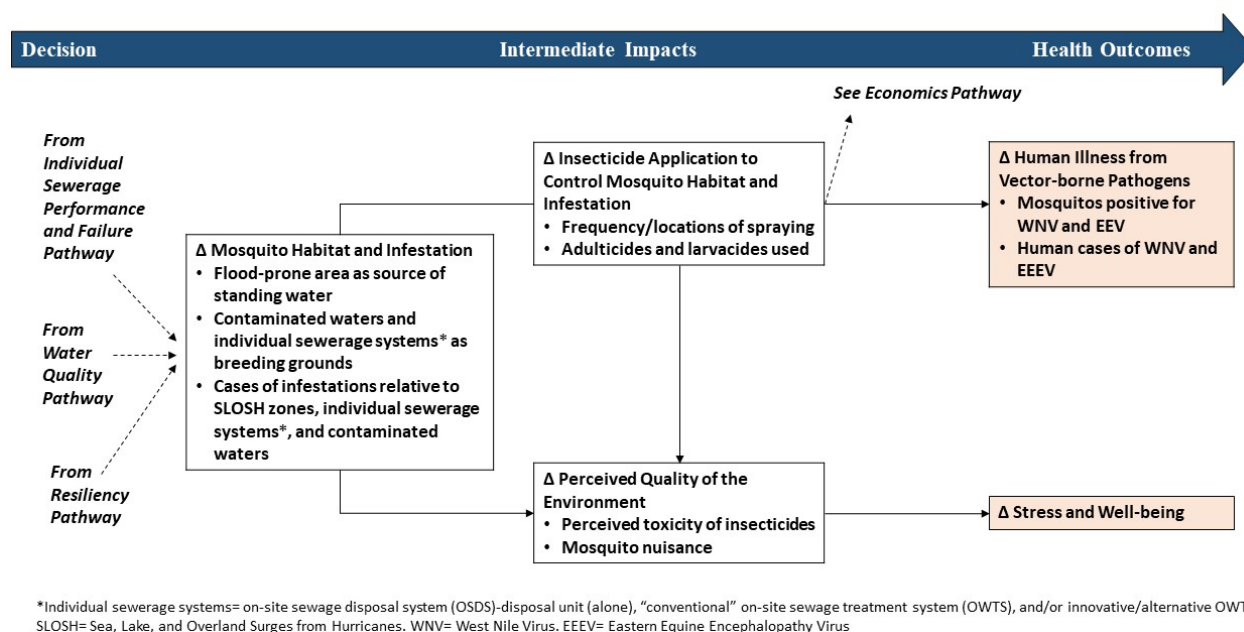 Decision Intermediate Impacts Health Outcomes
See Economics Pathway
From
Individual
Sewerage
Performance
and Failure
Pathway
From
Water
Quality
Pathway
From
Resiliency
Pathway
Δ Mosquito Habitat and Infestation
• Flood-prone area as source of
standing water
• Contaminated waters and
individual sewerage systems* as
breeding grounds
• Cases of infestations relative to
SLOSH zones, individual sewerage
systems*, and contaminated
waters
Δ Insecticide Application to
Control Mosquito Habitat and
Infestation
• Frequency/locations of spraying
• Adulticides and larvacides used
Δ Perceived Quality of the
Environment
• Perceived toxicity of insecticides
• Mosquito nuisance
Δ Human Illness from
Vector-borne Pathogens
• Mosquitos positive for
WNV and EEV
• Human cases of WNV and
EEEV
Δ Stress and Well-being
*Individual sewerage systems= on-site sewage disposal system (OSDS)-disposal unit (alone), “conventional” on-site sewage treatment system (OWTS), and/or innovative/alternative OWT
SLOSH= Sea, Lake, and Overland Surges from Hurricanes. WNV= West Nile Virus. EEEV= Eastern Equine Encephalopathy Virus